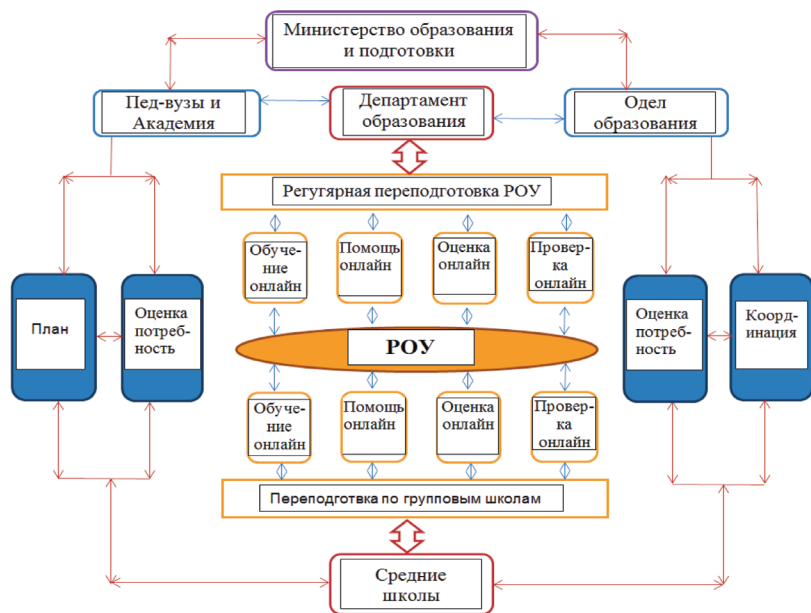 Министерство образования
и подготовки
Пед-вузы и
Академия
Департамент
образования
Одел
образования
Регугярная переподготовка РОУ
Обуче-
ние
онлайн
Помощь
онлайн
Оценка
онлайн
Провер-
ка
онлайн
План
Оценка
потреб-
ность
РОУ
Оценка
потреб-
ность
Коорд-
инация
Обуче-
ние
онлайн
Помощь
онлайн
Оценка
онлайн
Провер-
ка
онлайн
Переподготвка по групповым школам
Средние
школы